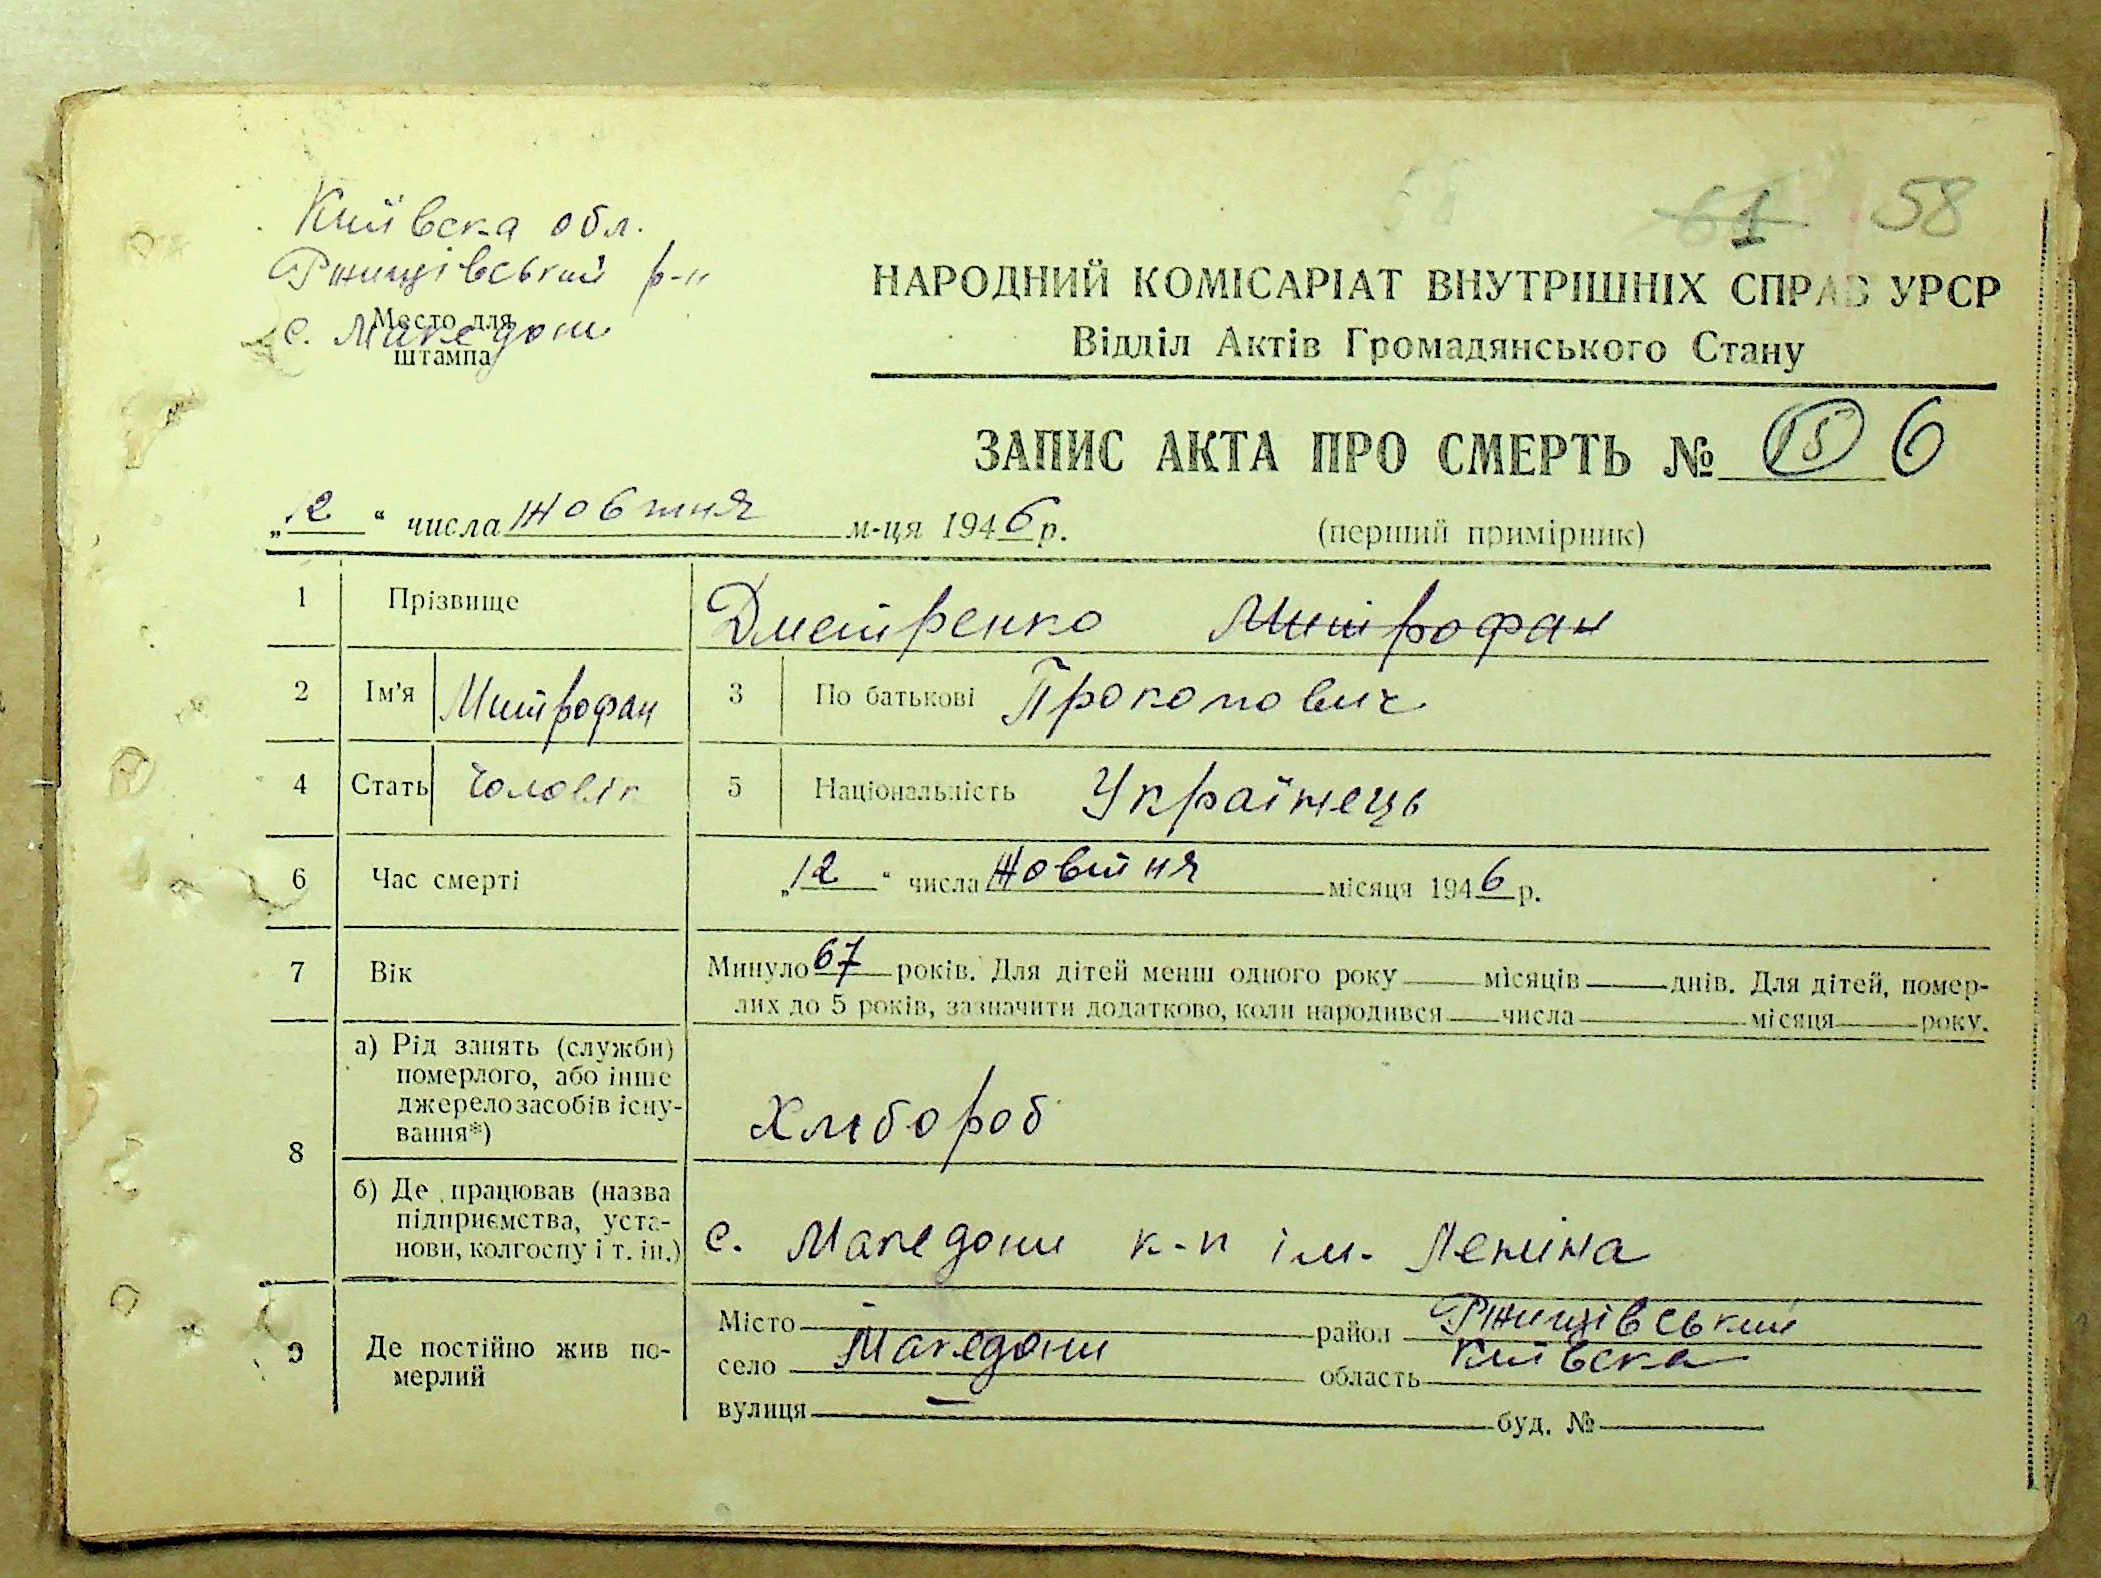 61 58
Київска обл.
Ржищівський р-н
Место для
с. Македони
штампа
НАРОДНИЙ КОМІСАРІАТ ВНУТРІШНІХ СПРАВ УРСР
Відділ Актів Громадянського Стану
ЗАПИС АКТА ПРО СМЕРТЬ № 15 6
„12“ числа Жовтня м-ця 1946 р.
(перший примірник)
1 Прізвище Дметренко Митрофан
2 Ім'я Митрофан 3 По батькові Прокопович
4 Стать Чоловік 5 Національність Українець
6 Час смерті „12“ числа Жовтня місяця 1946 р.
7 Вік Минуло 67 років. Для дітей менш одного року місяців днів. Для дітей, помер-
лих до 5 років, зазначити додатково, коли народився числа місяця року.
8 а) Рід занять (служби)
померлого, або інше
джерело засобів існу-
вання*)
Хлібороб
б) Де працював (назва
підприємства, уста-
нови, колгоспу і т. ін.)
с. Македони к-п ім. Леніна
9 Де постійно жив по-
мерлий
Місто — район Ржищівський
село Македони область Київска
вулиця — буд. №